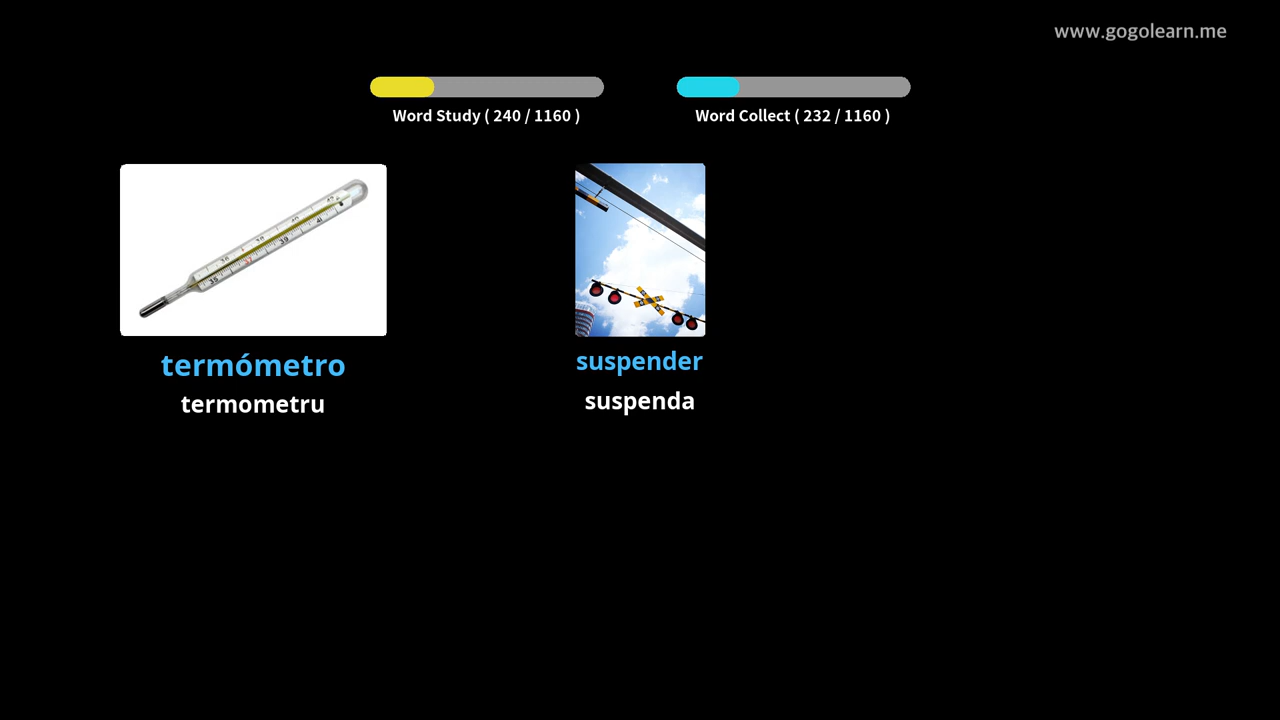 www.gogolearn.me
Word Study ( 240 / 1160 )
Word Collect ( 232 / 1160 )
termómetro
termometru
suspender
suspenda